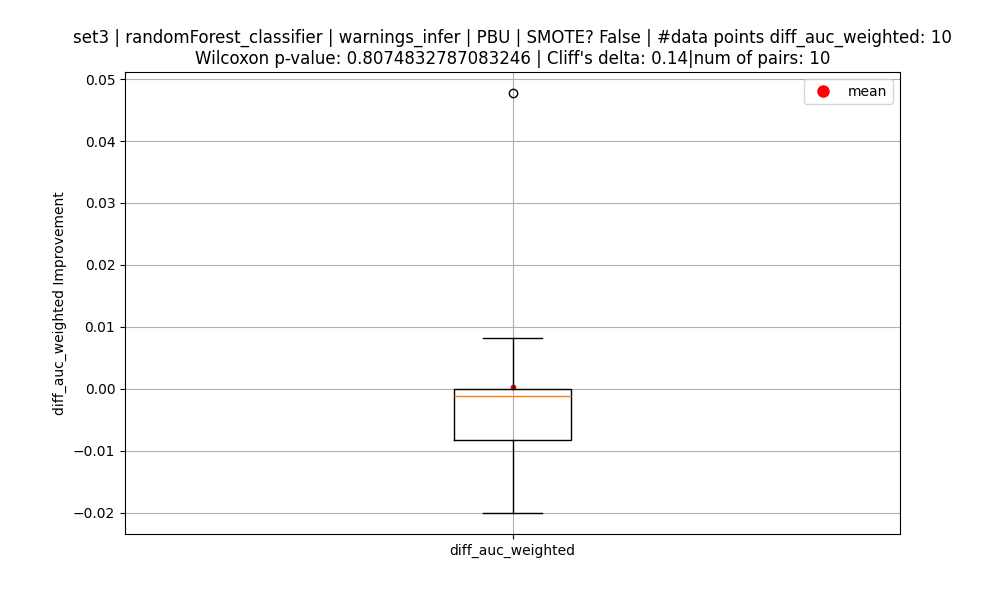 set3 | randomForest_classifier | warnings_infer | PBU | SMOTE? False | #data points diff_auc_weighted: 10
Wilcoxon p-value: 0.8074832787083246 | Cliff's delta: 0.14|num of pairs: 10
mean
0.05
0.04
0.03
0.02
0.01
0.00
−0.01
−0.02
diff_auc_weighted Improvement
diff_auc_weighted